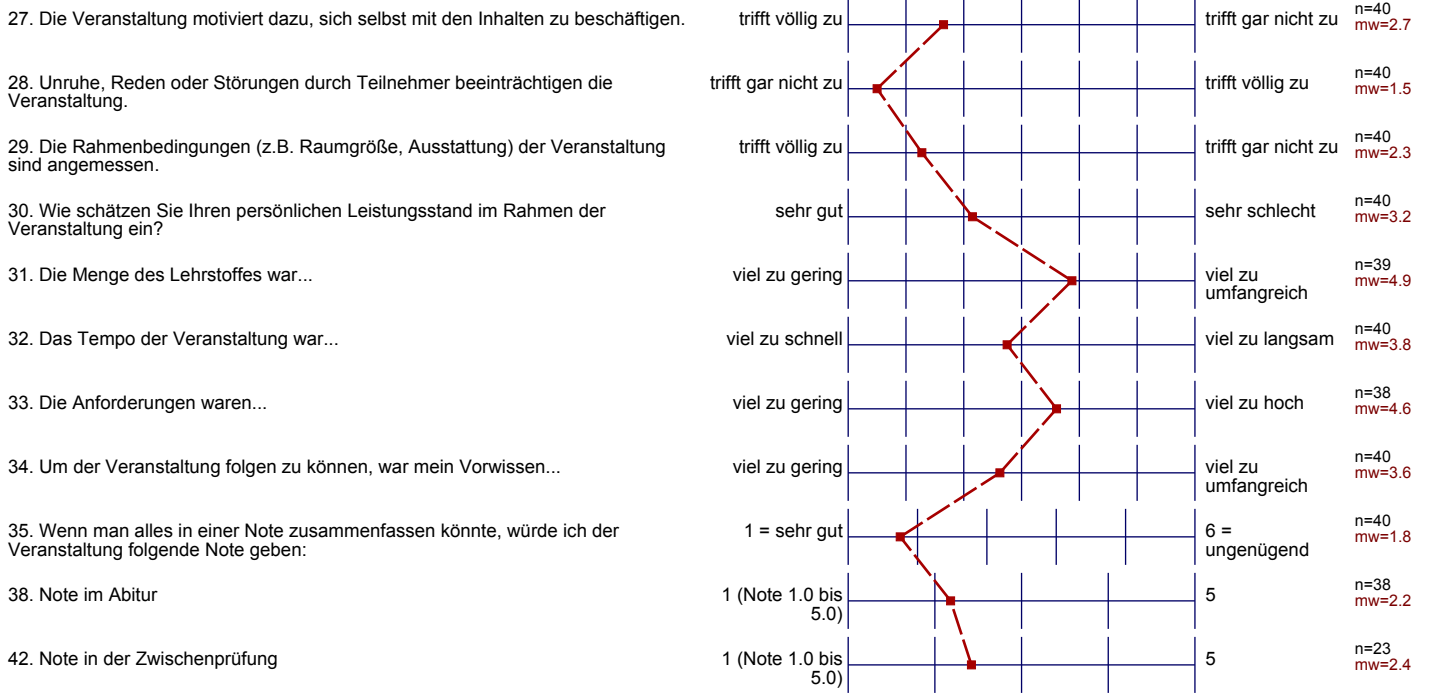 27. Die Veranstaltung motiviert dazu, sich selbst mit den Inhalten zu beschäftigen. trifft völlig zu trifft gar nicht zu n=40
mw=2.7
28. Unruhe, Reden oder Störungen durch Teilnehmer beeinträchtigen die
Veranstaltung.
trifft gar nicht zu trifft völlig zu n=40
mw=1.5
29. Die Rahmenbedingungen (z.B. Raumgröße, Ausstattung) der Veranstaltung
sind angemessen.
trifft völlig zu trifft gar nicht zu n=40
mw=2.3
30. Wie schätzen Sie Ihren persönlichen Leistungsstand im Rahmen der
Veranstaltung ein?
sehr gut sehr schlecht n=40
mw=3.2
31. Die Menge des Lehrstoffes war... viel zu gering viel zu
umfangreich
n=39
mw=4.9
32. Das Tempo der Veranstaltung war... viel zu schnell viel zu langsam n=40
mw=3.8
33. Die Anforderungen waren... viel zu gering viel zu hoch n=38
mw=4.6
34. Um der Veranstaltung folgen zu können, war mein Vorwissen... viel zu gering viel zu
umfangreich
n=40
mw=3.6
35. Wenn man alles in einer Note zusammenfassen könnte, würde ich der
Veranstaltung folgende Note geben:
1 = sehr gut 6 =
ungenügend
n=40
mw=1.8
38. Note im Abitur 1 (Note 1.0 bis
5.0)
5 n=38
mw=2.2
42. Note in der Zwischenprüfung 1 (Note 1.0 bis
5.0)
5 n=23
mw=2.4